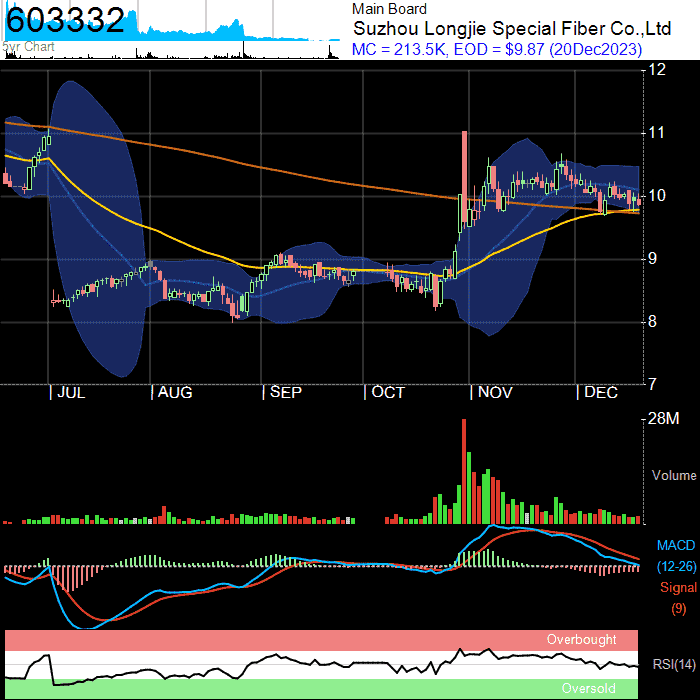 603332
5yr Chart
Main Board
Suzhou Longjie Special Fiber Co.,Ltd
MC = 213.5K, EOD = $9.87 (20Dec2023)
12
11
10
9
8
7
JUL AUG SEP OCT NOV DEC
28M
Volume
MACD
(12-26)
Signal
(9)
Overbought
RSI(14)
Oversold